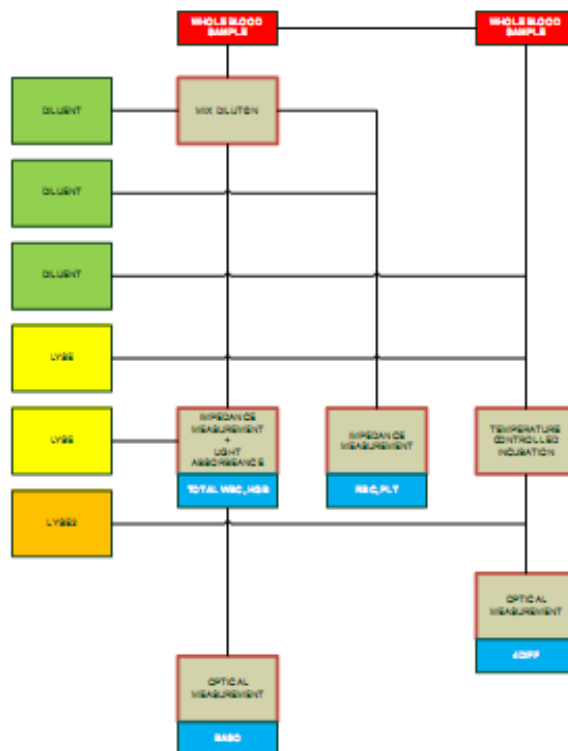 WHOLE BLOOD
SAMPLE
WHOLE BLOOD
SAMPLE
DILUENT
MIX DILUTON
DILUENT
DILUENT
LYSE
LYSE
IMPEDANCE
MEASUREMENT
+
LIGHT
ABSORBEANCE
TOTAL WBC, HGB
IMPEDANCE
MEASUREMENT
RBC, PLT
TEMPERATURE
CONTROLLED
INCUBATION
LYSE2
OPTICAL
MEASUREMENT
4DIFF
OPTICAL
MEASUREMENT
BASO